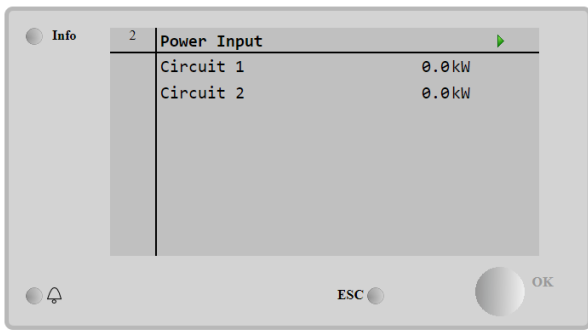 Info
2 Power Input
Circuit 1 0.0kW
Circuit 2 0.0kW
ESC
OK